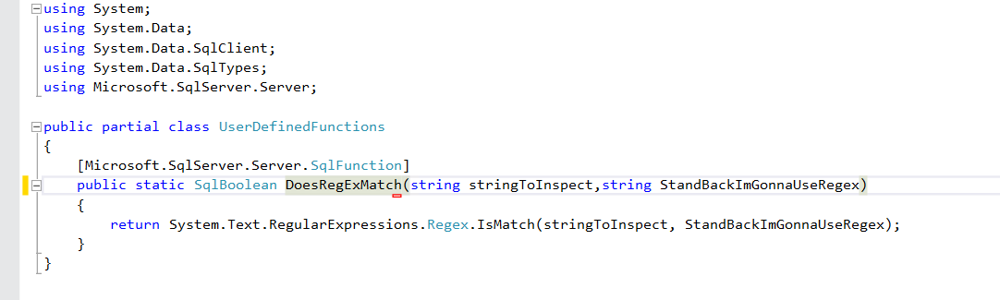 using System;
using System.Data;
using System.Data.SqlClient;
using System.Data.SqlTypes;
using Microsoft.SqlServer.Server;
public partial class UserDefinedFunctions
{
[Microsoft.SqlServer.Server.SqlFunction]
public static SqlBoolean DoesRegExMatch(string stringToInspect,string StandBackImGonnaUseRegex)
{
return System.Text.RegularExpressions.Regex.IsMatch(stringToInspect, StandBackImGonnaUseRegex);
}
}